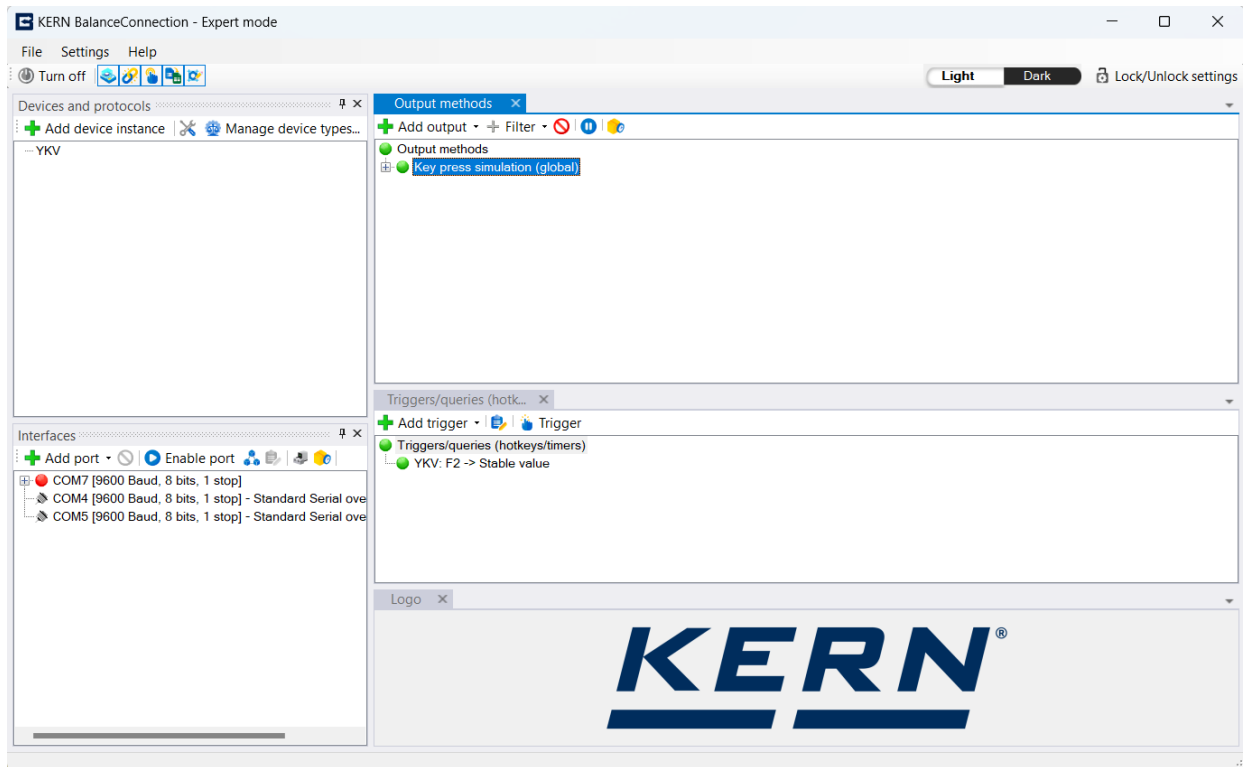 KERN BalanceConnection - Expert mode
File Settings Help
Turn off
Light Dark Lock/Unlock settings
Devices and protocols
Add device instance Manage device types...
YKV
Output methods
Add output Filter
Output methods
Key press simulation (global)
Triggers/queries (hotk...
Add trigger Trigger
Triggers/queries (hotkeys/timers)
YKV: F2 -> Stable value
Interfaces
Add port Enable port
COM7 [9600 Baud, 8 bits, 1 stop]
COM4 [9600 Baud, 8 bits, 1 stop] - Standard Serial ove
COM5 [9600 Baud, 8 bits, 1 stop] - Standard Serial ove
Logo
KERN®